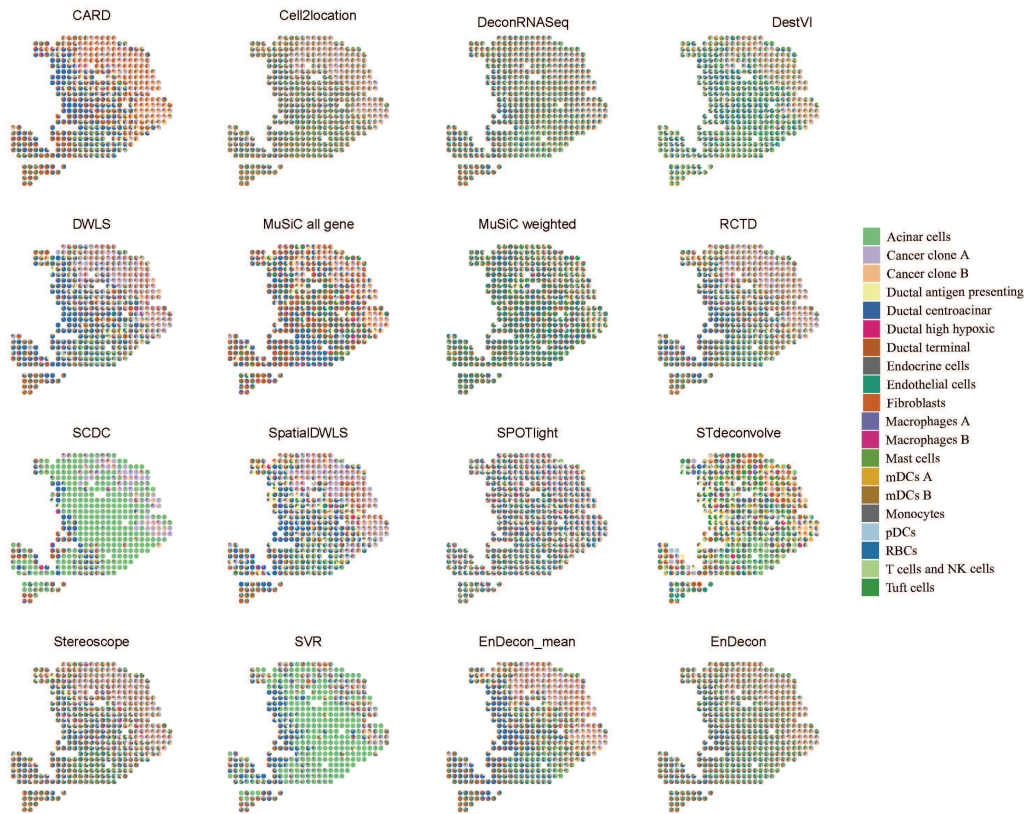 CARD
Cell2location
DeconRNASeq
DestVI
DWLS
MuSiC all gene
MuSiC weighted
RCTD
Acinar cells
Cancer clone A
Cancer clone B
Ductal antigen presenting
Ductal centroacinar
Ductal high hypoxic
Ductal terminal
Endocrine cells
Endothelial cells
Fibroblasts
Macrophages A
Macrophages B
Mast cells
mDCs A
mDCs B
Monocytes
pDCs
RBCs
T cells and NK cells
Tuft cells
SCDC
SpatialDWLS
SPOTlight
STdeconvolve
Stereoscope
SVR
EnDecon_mean
EnDecon